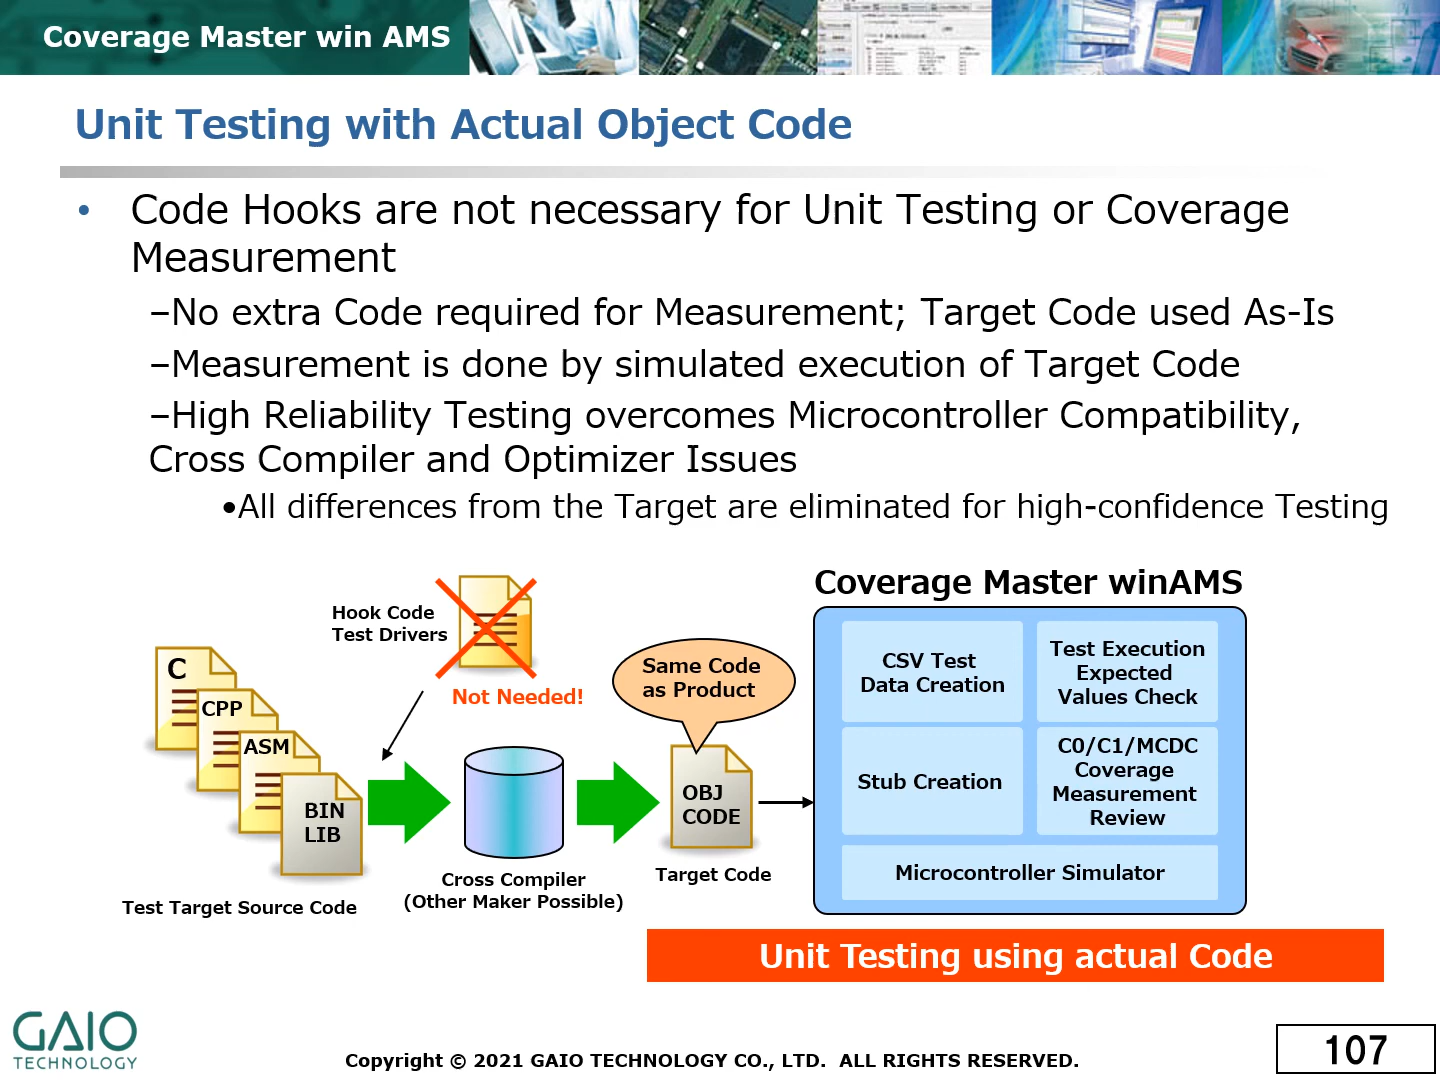 Coverage Master win AMS
Unit Testing with Actual Object Code
• Code Hooks are not necessary for Unit Testing or Coverage
Measurement
–No extra Code required for Measurement; Target Code used As-Is
–Measurement is done by simulated execution of Target Code
–High Reliability Testing overcomes Microcontroller Compatibility,
Cross Compiler and Optimizer Issues
•All differences from the Target are eliminated for high-confidence Testing
Hook Code
Test Drivers
Not Needed!
C
CPP
ASM
BIN
LIB
Test Target Source Code
Cross Compiler
(Other Maker Possible)
Same Code
as Product
OBJ
CODE
Target Code
Coverage Master winAMS
CSV Test
Data Creation
Test Execution
Expected
Values Check
Stub Creation
C0/C1/MCDC
Coverage
Measurement
Review
Microcontroller Simulator
Unit Testing using actual Code
GAIO
TECHNOLOGY
Copyright © 2021 GAIO TECHNOLOGY CO., LTD. ALL RIGHTS RESERVED.
107